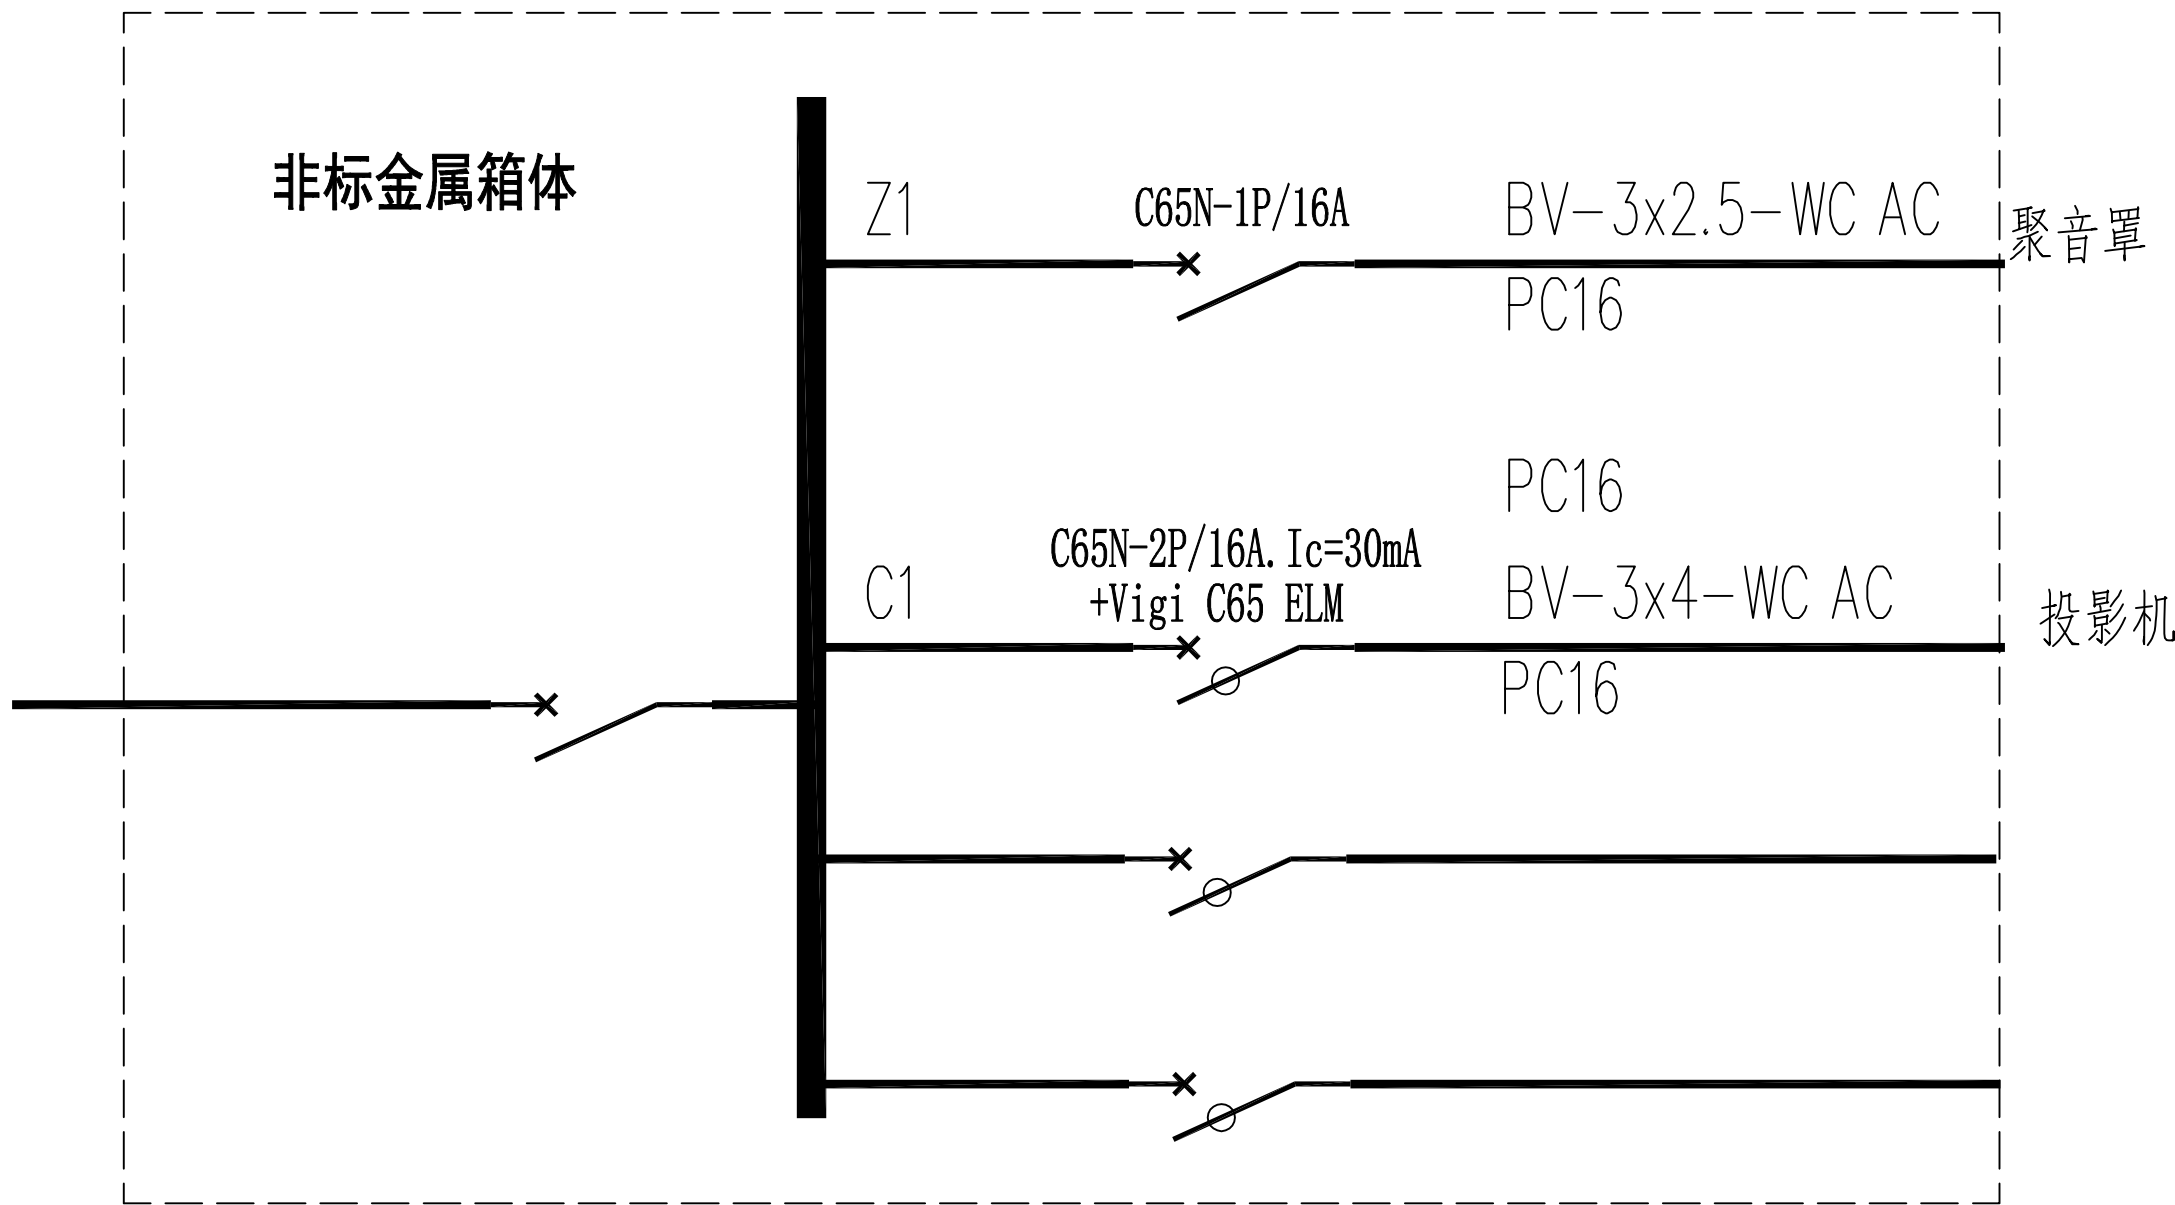 非标金属箱体
Z1
C65N-1P/16A
BV-3x2.5-WC AC
聚音罩
PC16
PC16
C65N-2P/16A.Ic=30mA
+Vigi C65 ELM
C1
BV-3x4-WC AC
投影机
PC16